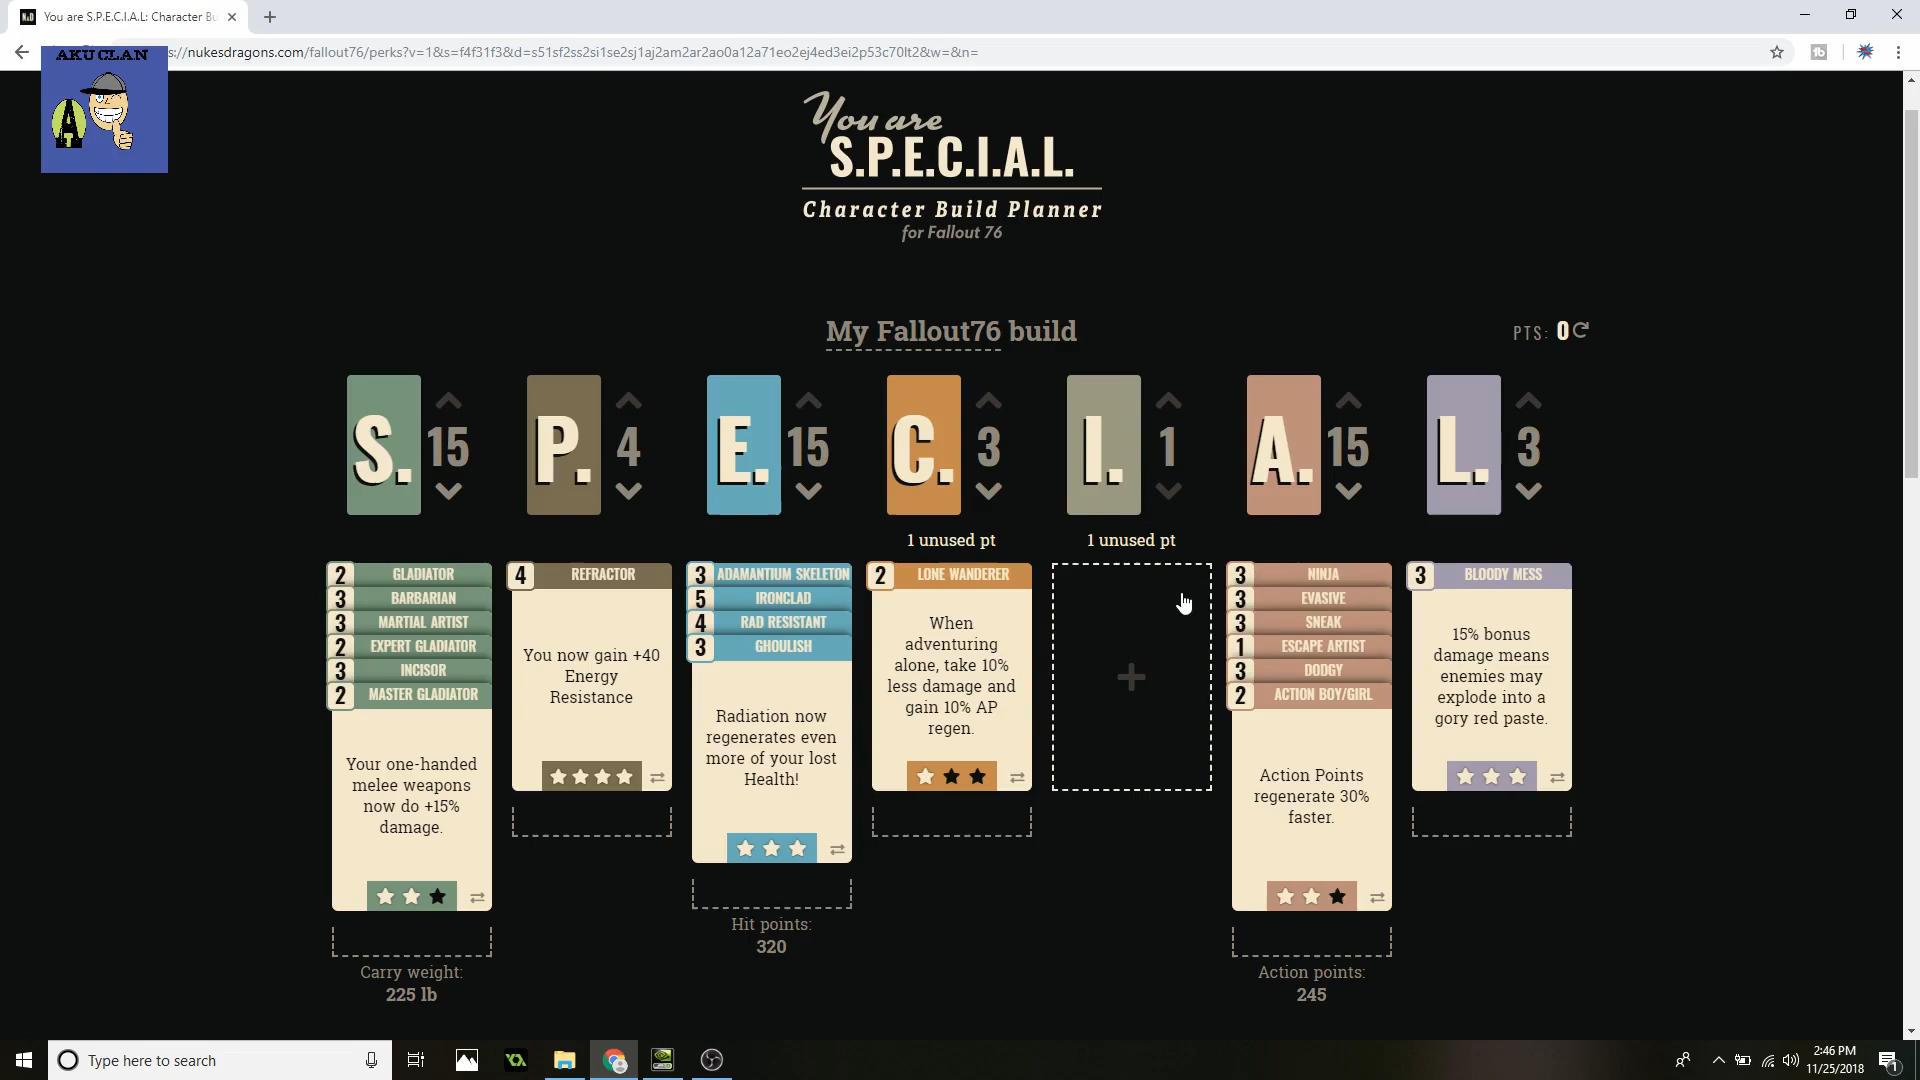 You are S.P.E.C.I.A.L: Character Bu
s://nukesdragons.com/fallout76/perks?v=1&s=f4f31f3&d=s51sf2ss2si1se2sj1aj2am2ar2ao0a12a71eo2ej4ed3ei2p53c70lt2&w=&n=
AKU CLAN
You are
S.P.E.C.I.A.L.
Character Build Planner
for Fallout 76
My Fallout76 build
PTS: 0
S. 15
P. 4
E. 15
C. 3
I. 1
A. 15
L. 3
1 unused pt
1 unused pt
2 GLADIATOR
3 BARBARIAN
3 MARTIAL ARTIST
2 EXPERT GLADIATOR
3 INCISOR
2 MASTER GLADIATOR
Your one-handed
melee weapons
now do +15%
damage.
Carry weight:
225 lb
4 REFRACTOR
You now gain +40
Energy
Resistance
3 ADAMANTIUM SKELETON
5 IRONCLAD
4 RAD RESISTANT
3 GHOULISH
Radiation now
regenerates even
more of your lost
Health!
Hit points:
320
2 LONE WANDERER
When
adventuring
alone, take 10%
less damage and
gain 10% AP
regen.
3 NINJA
3 EVASIVE
3 SNEAK
1 ESCAPE ARTIST
3 DODGY
2 ACTION BOY/GIRL
Action Points
regenerate 30%
faster.
Action points:
245
3 BLOODY MESS
15% bonus
damage means
enemies may
explode into a
gory red paste.
Type here to search
2:46 PM
11/25/2018
1